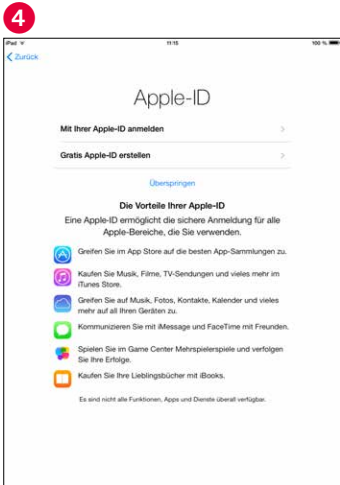 4
iPad 11:15 100 %
Zurück
Apple-ID
Mit Ihrer Apple-ID anmelden
Gratis Apple-ID erstellen
Überspringen
Die Vorteile Ihrer Apple-ID
Eine Apple-ID ermöglicht die sichere Anmeldung für alle
Apple-Bereiche, die Sie verwenden.
Greifen Sie im App Store auf die besten App-Sammlungen zu.
Kaufen Sie Musik, Filme, TV-Sendungen und vieles mehr im
iTunes Store.
Greifen Sie auf Musik, Fotos, Kontakte, Kalender und vieles
mehr auf all Ihren Geräten zu.
Kommunizieren Sie mit iMessage und FaceTime mit Freunden.
Spielen Sie im Game Center Mehrspielerspiele und verfolgen
Sie Ihre Erfolge.
Kaufen Sie Ihre Lieblingsbücher mit iBooks.
Es sind nicht alle Funktionen, Apps und Dienste überall verfügbar.